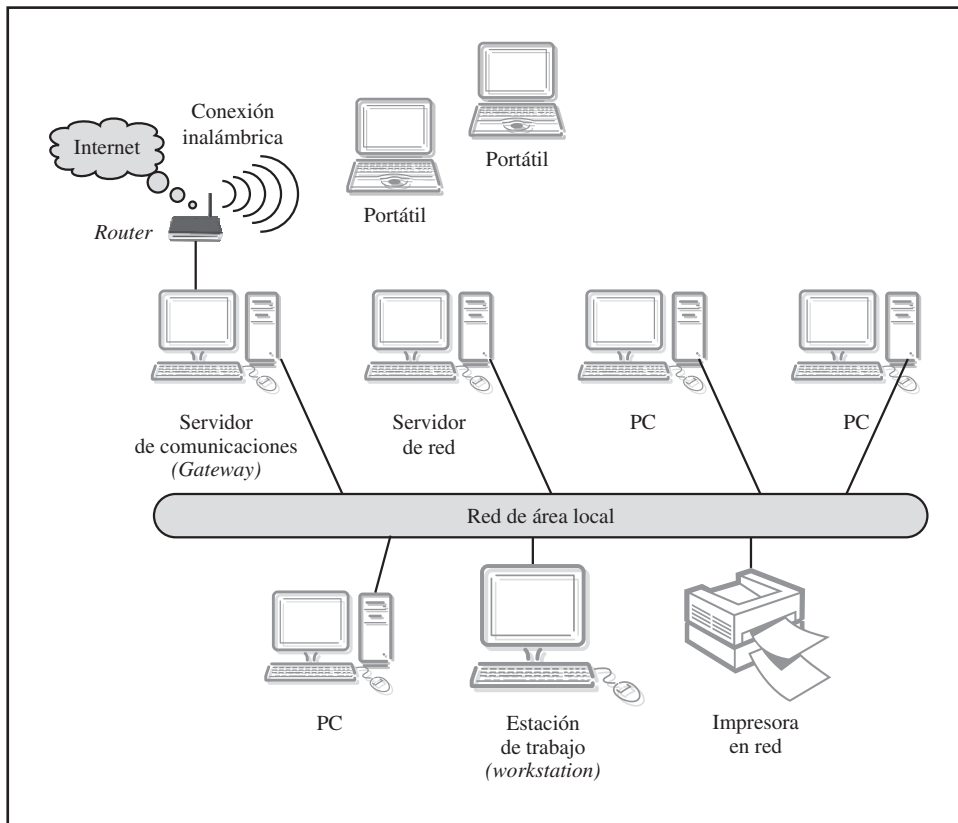 Conexión
inalámbrica
Internet
Portátil
Portátil
Router
Servidor
de comunicaciones
(Gateway)
Servidor
de red
PC
PC
Red de área local
PC
Estación
de trabajo
(workstation)
Impresora
en red